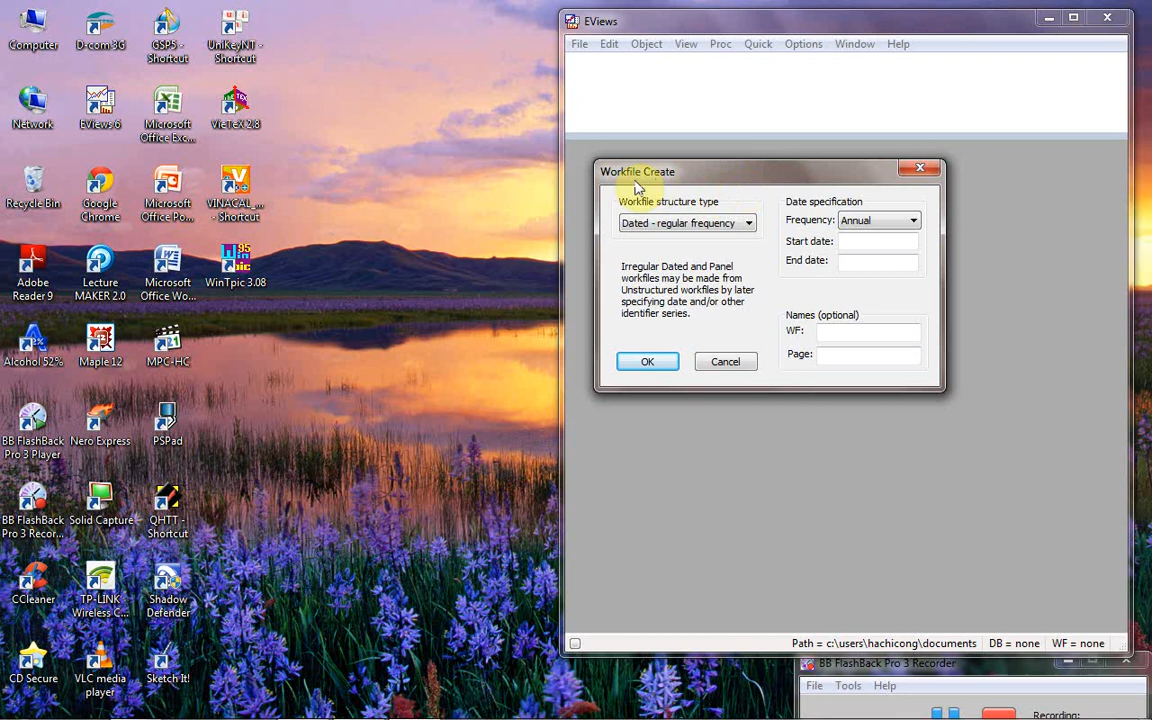 Computer
D-com 3G
GSP5 -
Shortcut
UniKeyNT -
Shortcut
Network
EViews 6
Microsoft
Office Exc...
VieTeX 2.8
Recycle Bin
Google
Chrome
Microsoft
Office Po...
VINACAL_...
- Shortcut
Adobe
Reader 9
Lecture
MAKER 2.0
Microsoft
Office Wo...
WinTpic 3.08
Alcohol 52%
Maple 12
MPC-HC
BB FlashBack
Pro 3 Player
Nero Express
PSPad
BB FlashBack
Pro 3 Recor...
Solid Capture
QHTT -
Shortcut
CCleaner
TP-LINK
Wireless C...
Shadow
Defender
CD Secure
VLC media
player
Sketch It!
EViews
File Edit Object View Proc Quick Options Window Help
Workfile Create
Workfile structure type
Dated - regular frequency
Irregular Dated and Panel
workfiles may be made from
Unstructured workfiles by later
specifying date and/or other
identifier series.
Date specification
Frequency: Annual
Start date:
End date:
Names (optional)
WF:
Page:
OK Cancel
Path = c:\users\hachicong\documents DB = none WF = none
BB FlashBack Pro 3 Recorder
File Tools Help
Recording: